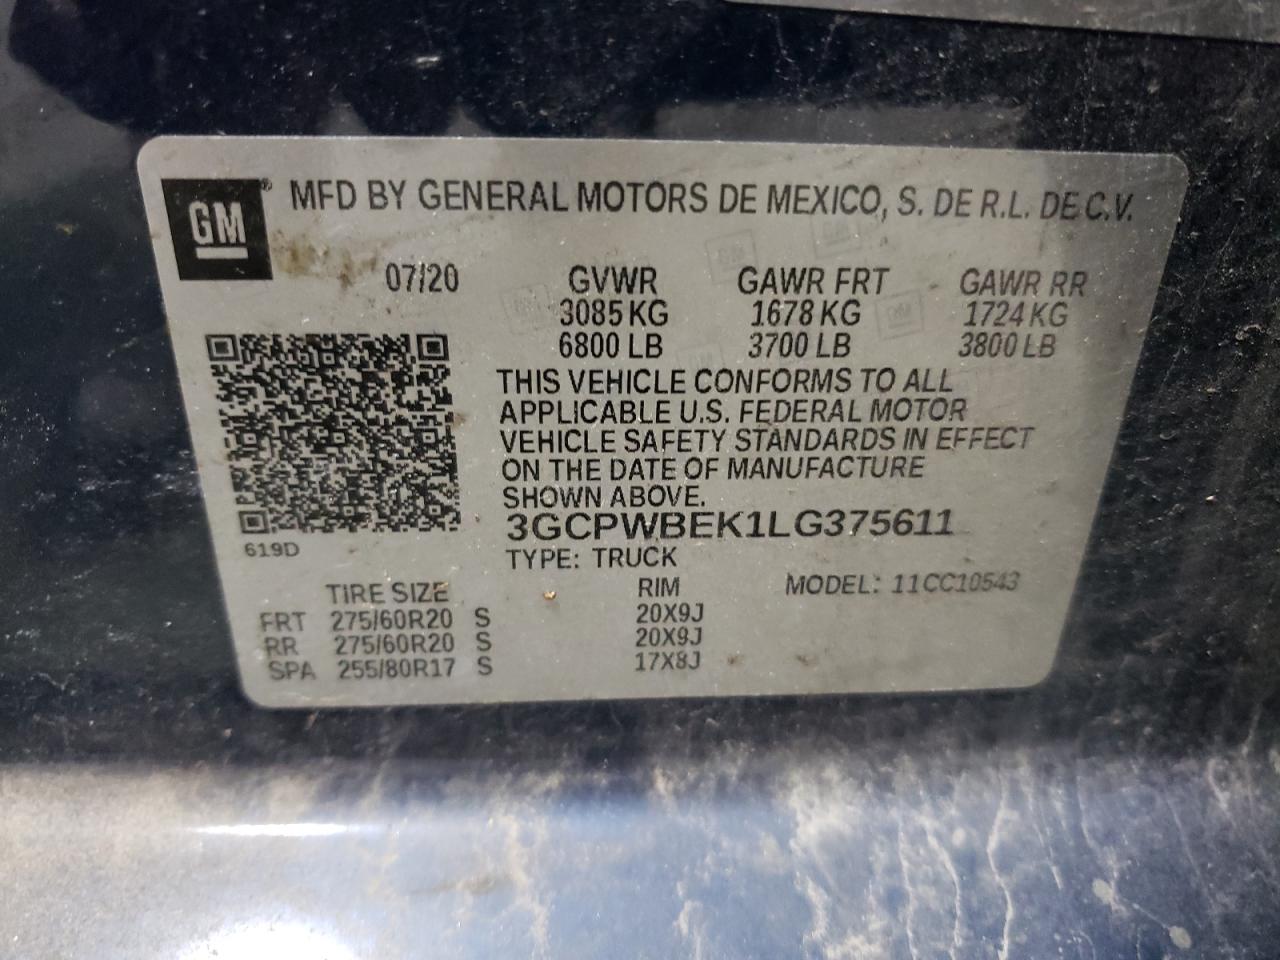 GM® MFD BY GENERAL MOTORS DE MEXICO, S. DE R.L. DE C.V.
07/20 GVWR GAWR FRT GAWR RR
3085 KG 1678 KG 1724 KG
6800 LB 3700 LB 3800 LB
THIS VEHICLE CONFORMS TO ALL
APPLICABLE U.S. FEDERAL MOTOR
VEHICLE SAFETY STANDARDS IN EFFECT
ON THE DATE OF MANUFACTURE
SHOWN ABOVE.
3GCPWBEK1LG375611
619D
TYPE: TRUCK
TIRE SIZE RIM MODEL: 11CC10543
FRT 275/60R20 S 20X9J
RR 275/60R20 S 20X9J
SPA 255/80R17 S 17X8J